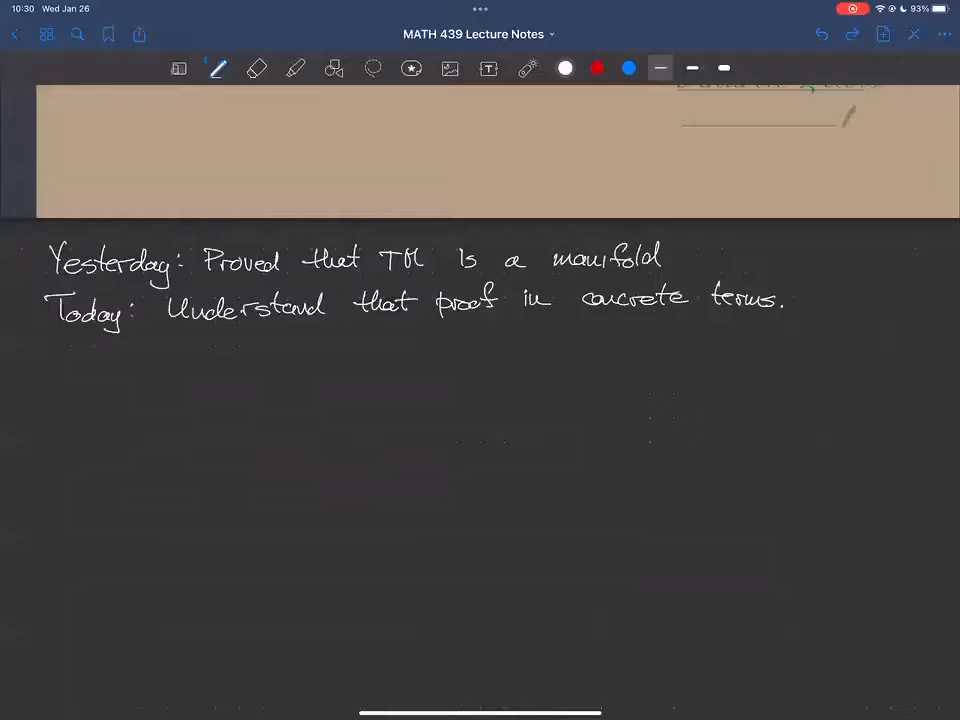 10:30 Wed Jan 26
93%
MATH 439 Lecture Notes
Yesterday: Proved that TM is a manifold
Today: Understand that proof in concrete terms.